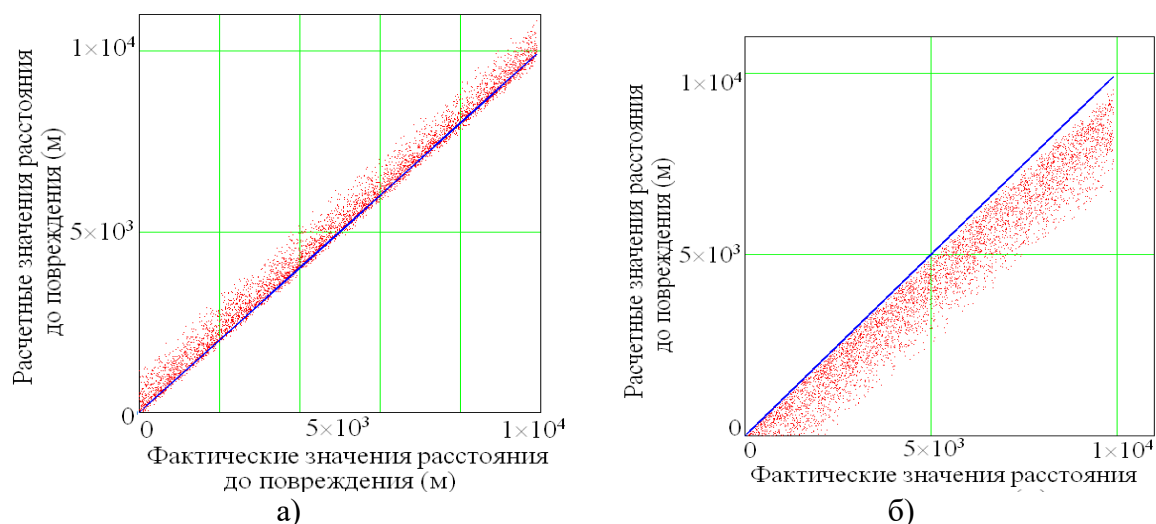 Расчетные значения расстояния
до повреждения (м)
1×10⁴
5×10³
0
0
5×10³
1×10⁴
Фактические значения расстояния
до повреждения (м)
а)
Расчетные значения расстояния
до повреждения (м)
1×10⁴
5×10³
0
5×10³
1×10⁴
Фактические значения расстояния
б)